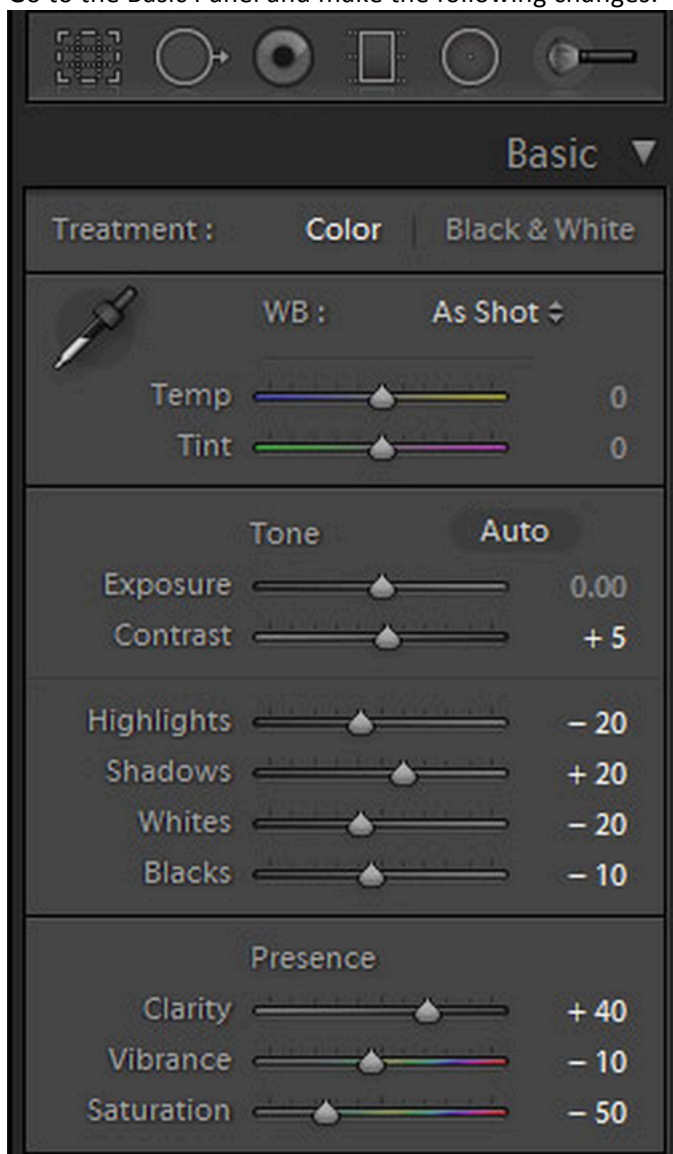 Go to the Basic Panel and make the following changes:
Basic
Treatment : Color | Black & White
WB : As Shot
Temp 0
Tint 0
Tone Auto
Exposure 0.00
Contrast + 5
Highlights – 20
Shadows + 20
Whites – 20
Blacks – 10
Presence
Clarity + 40
Vibrance – 10
Saturation – 50